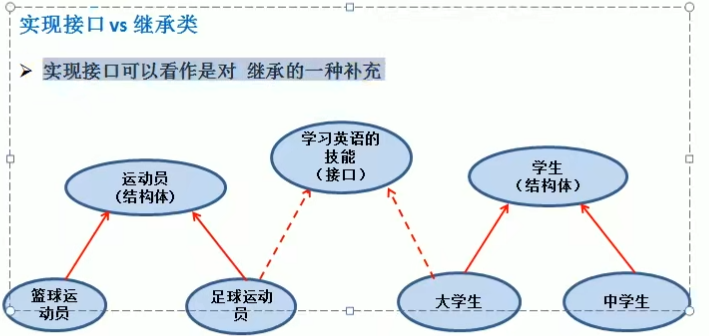 实现接口 vs 继承类
➢ 实现接口可以看作是对 继承的一种补充
学习英语的
技能
（接口）
运动员
（结构体）
学生
（结构体）
篮球运
动员
足球运动
员
大学生
中学生